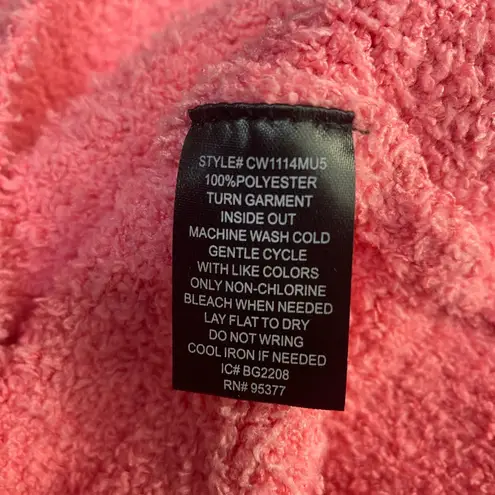 STYLE# CW1114MU5
100%POLYESTER
TURN GARMENT
INSIDE OUT
MACHINE WASH COLD
GENTLE CYCLE
WITH LIKE COLORS
ONLY NON-CHLORINE
BLEACH WHEN NEEDED
LAY FLAT TO DRY
DO NOT WRING
COOL IRON IF NEEDED
IC# BG2208
RN# 95377